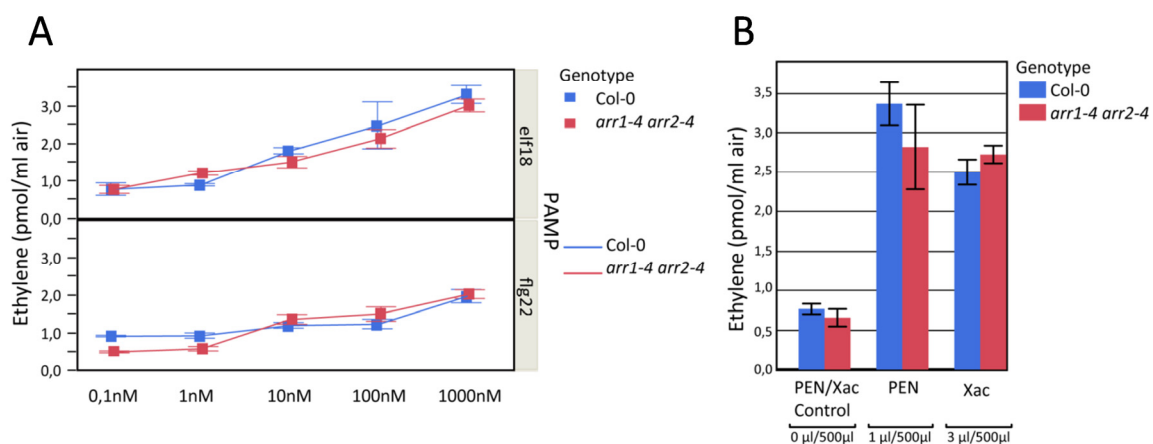 A
Ethylene (pmol/ml air)
3,0
2,0
1,0
0,0
elf18
3,0
2,0
1,0
0,0
flg22
0,1nM
1nM
10nM
100nM
1000nM
PAMP
Genotype
Col-0
arr1-4 arr2-4
Col-0
arr1-4 arr2-4
B
Ethylene (pmol/ml air)
3,5
3,0
2,5
2,0
1,5
1,0
0,5
0,0
PEN/Xac
Control
PEN
Xac
0 µl/500µl
1 µl/500µl
3 µl/500µl
Genotype
Col-0
arr1-4 arr2-4